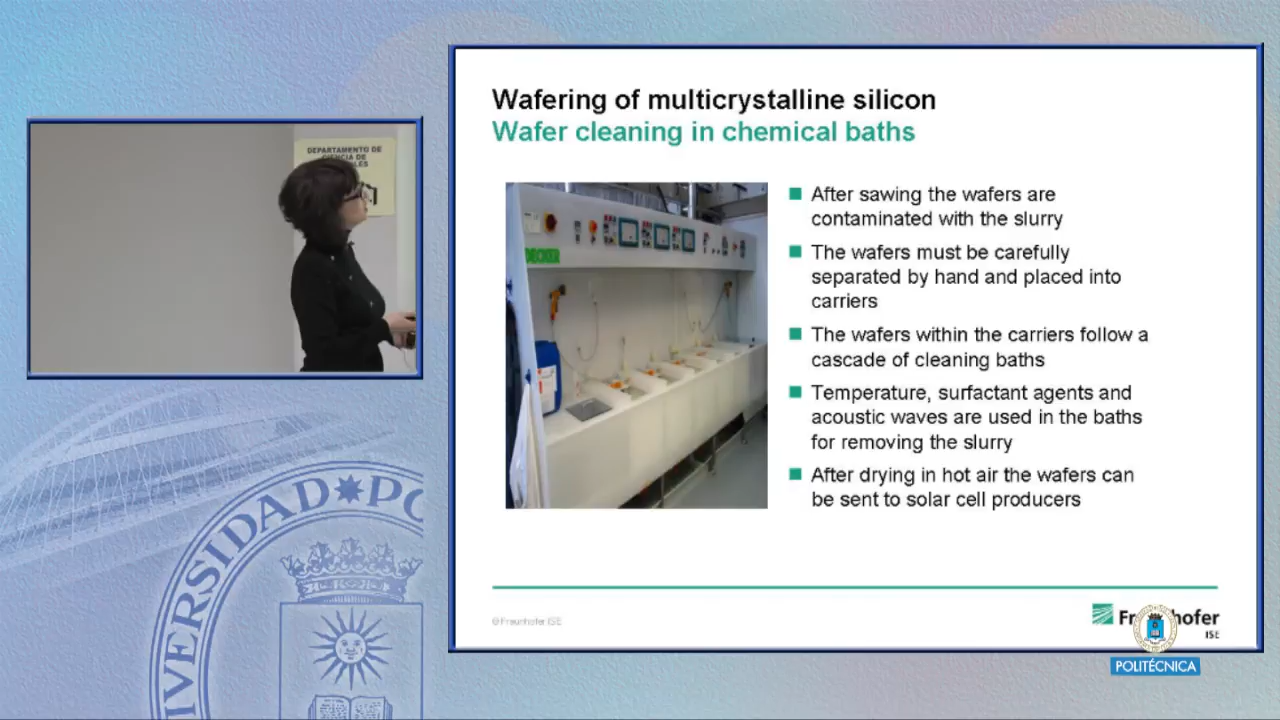 Wafering of multicrystalline silicon
Wafer cleaning in chemical baths
DEPARTAMENTO DE
CIENCIA DE
DECKER
After sawing the wafers are
contaminated with the slurry
The wafers must be carefully
separated by hand and placed into
carriers
The wafers within the carriers follow a
cascade of cleaning baths
Temperature, surfactant agents and
acoustic waves are used in the baths
for removing the slurry
After drying in hot air the wafers can
be sent to solar cell producers
© Fraunhofer ISE
ISE
POLITÉCNICA